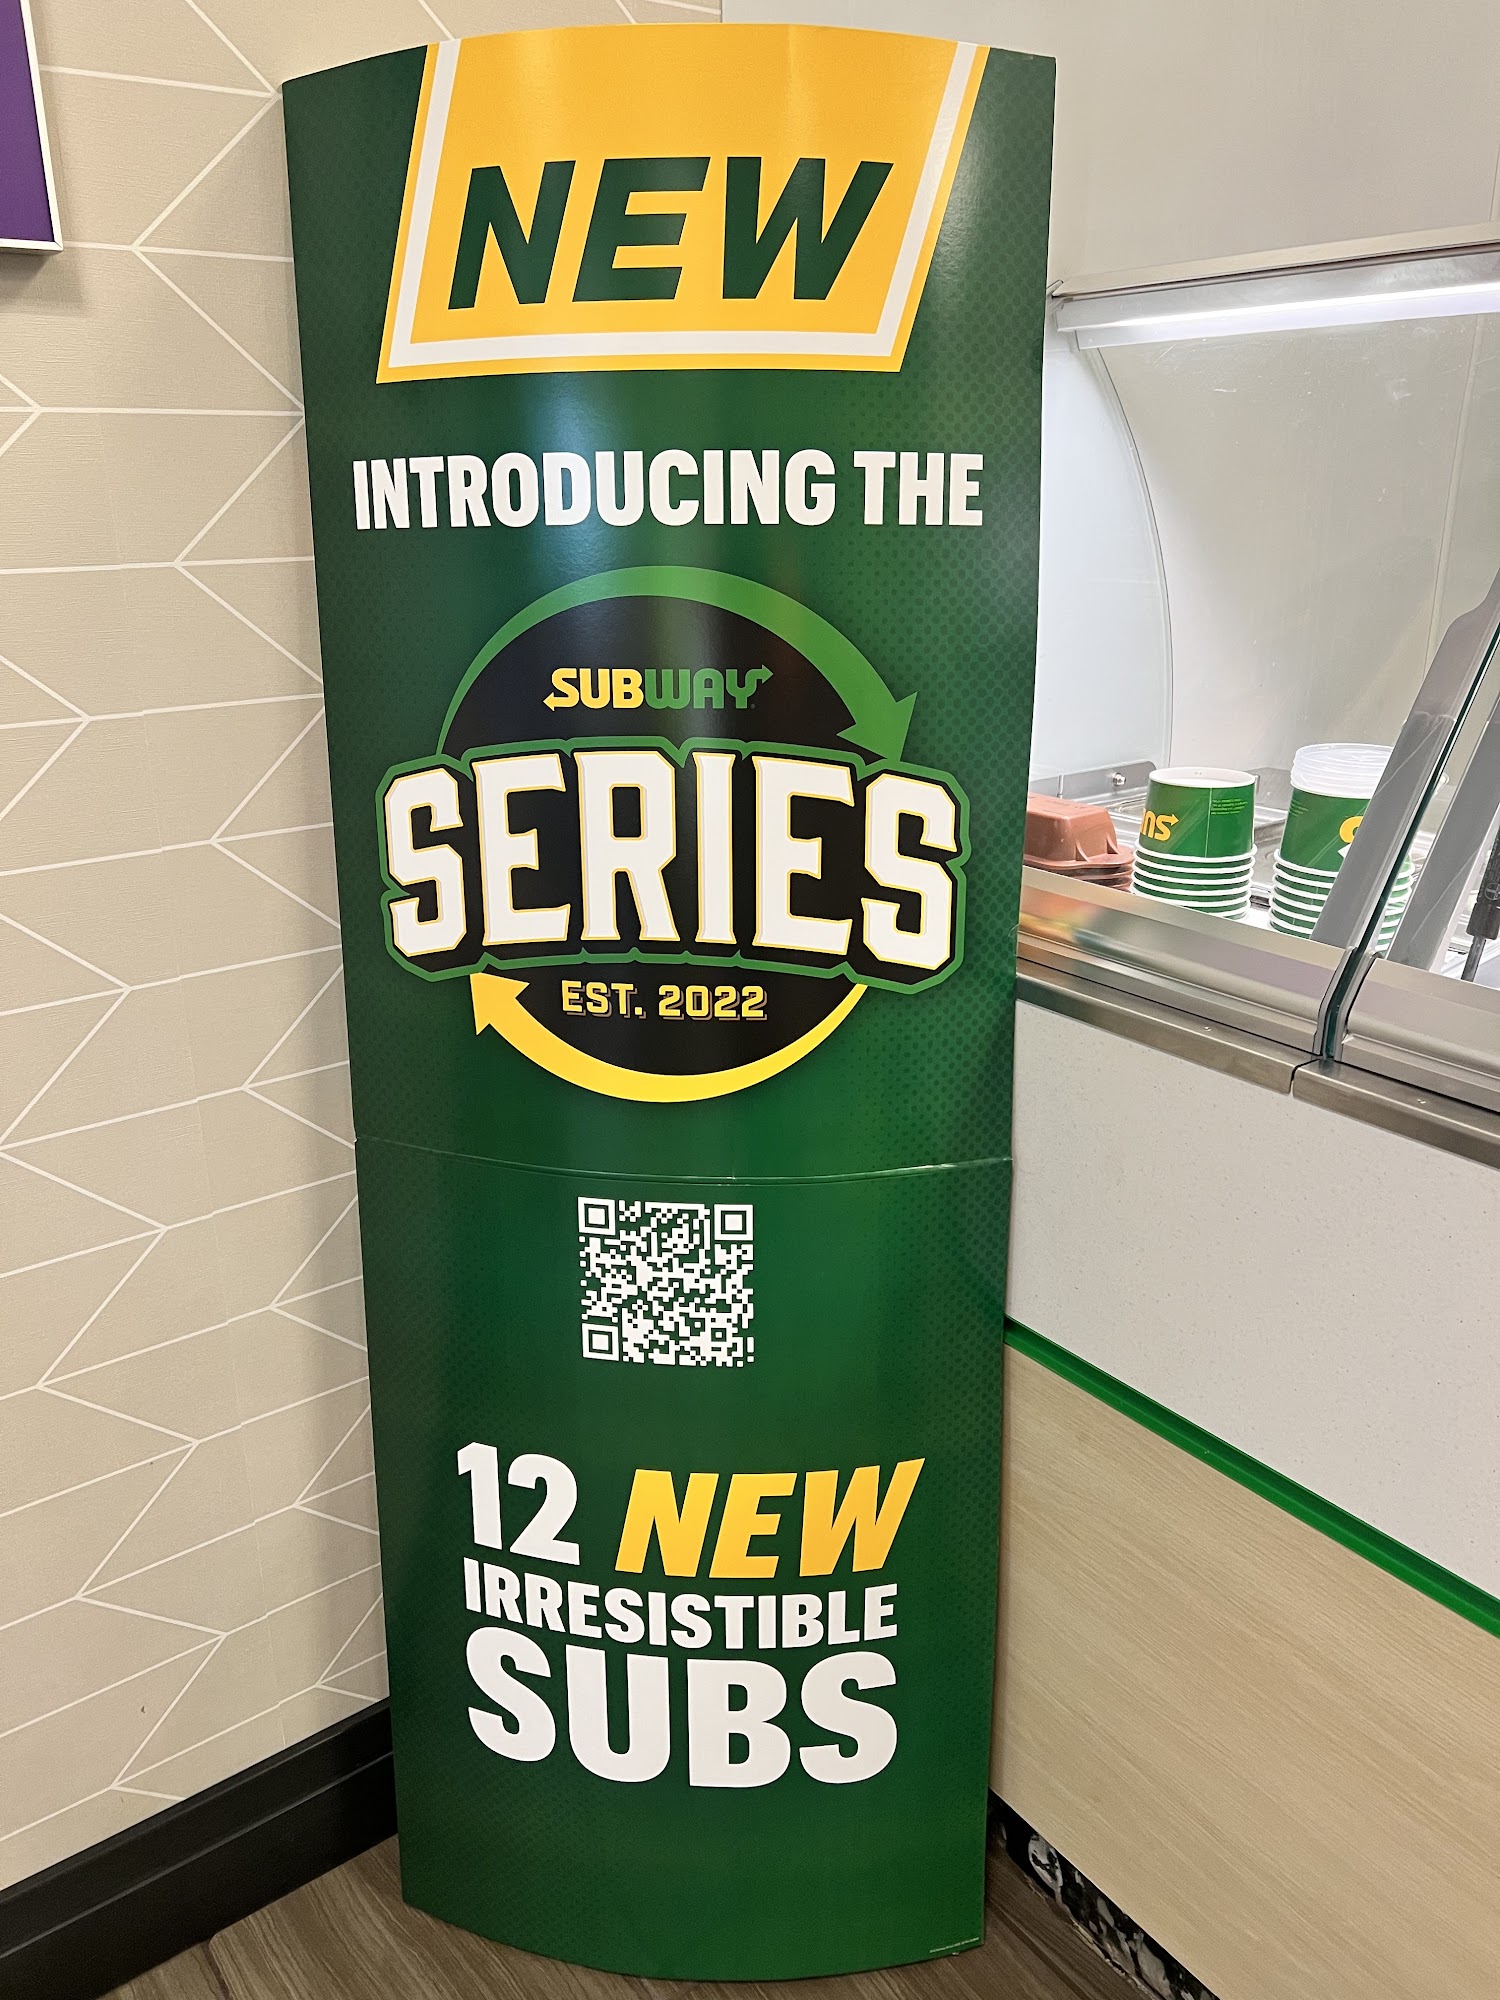 NEW
INTRODUCING THE
SUBWAY
SERIES
EST. 2022
12 NEW
IRRESISTIBLE
SUBS